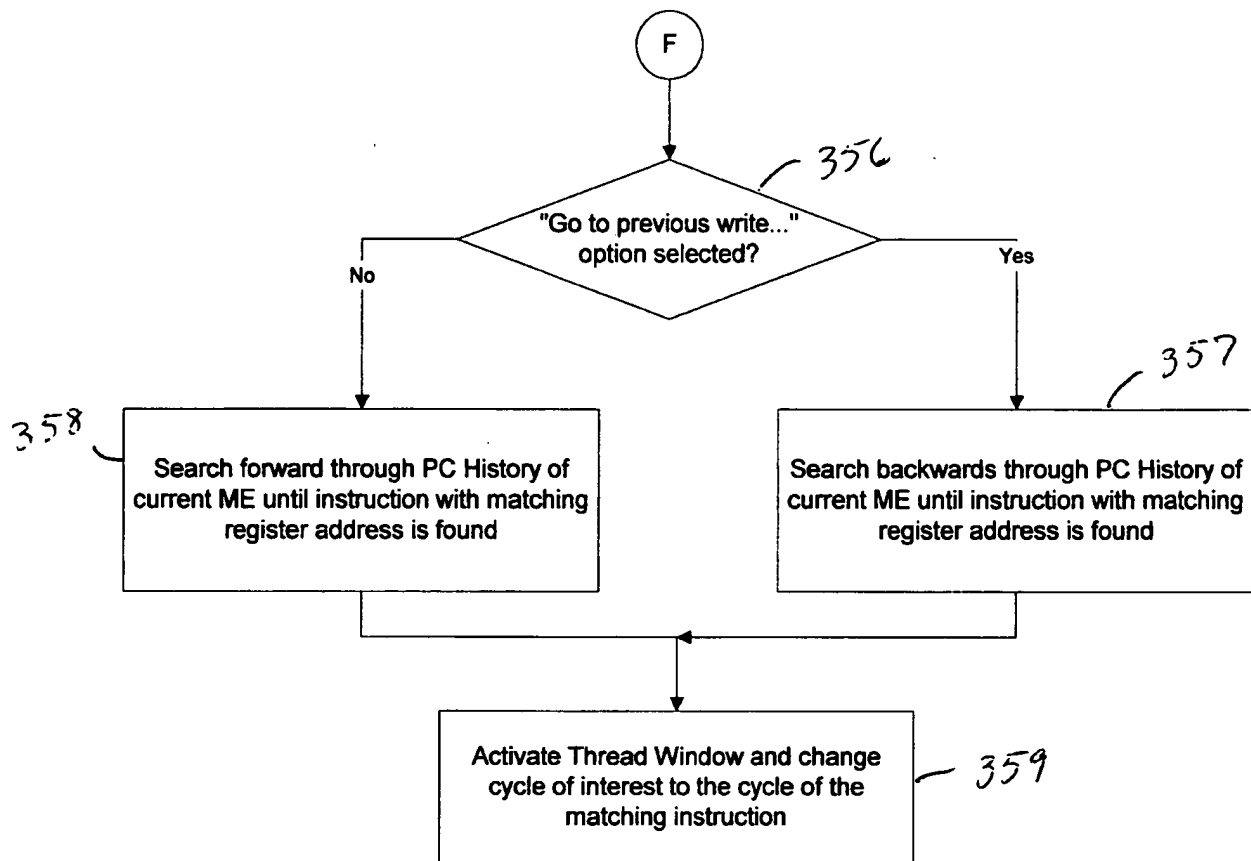 F
356
"Go to previous write..."
option selected?
No
Yes
357
358
Search forward through PC History of
current ME until instruction with matching
register address is found
Search backwards through PC History of
current ME until instruction with matching
register address is found
Activate Thread Window and change
cycle of interest to the cycle of the
matching instruction
359